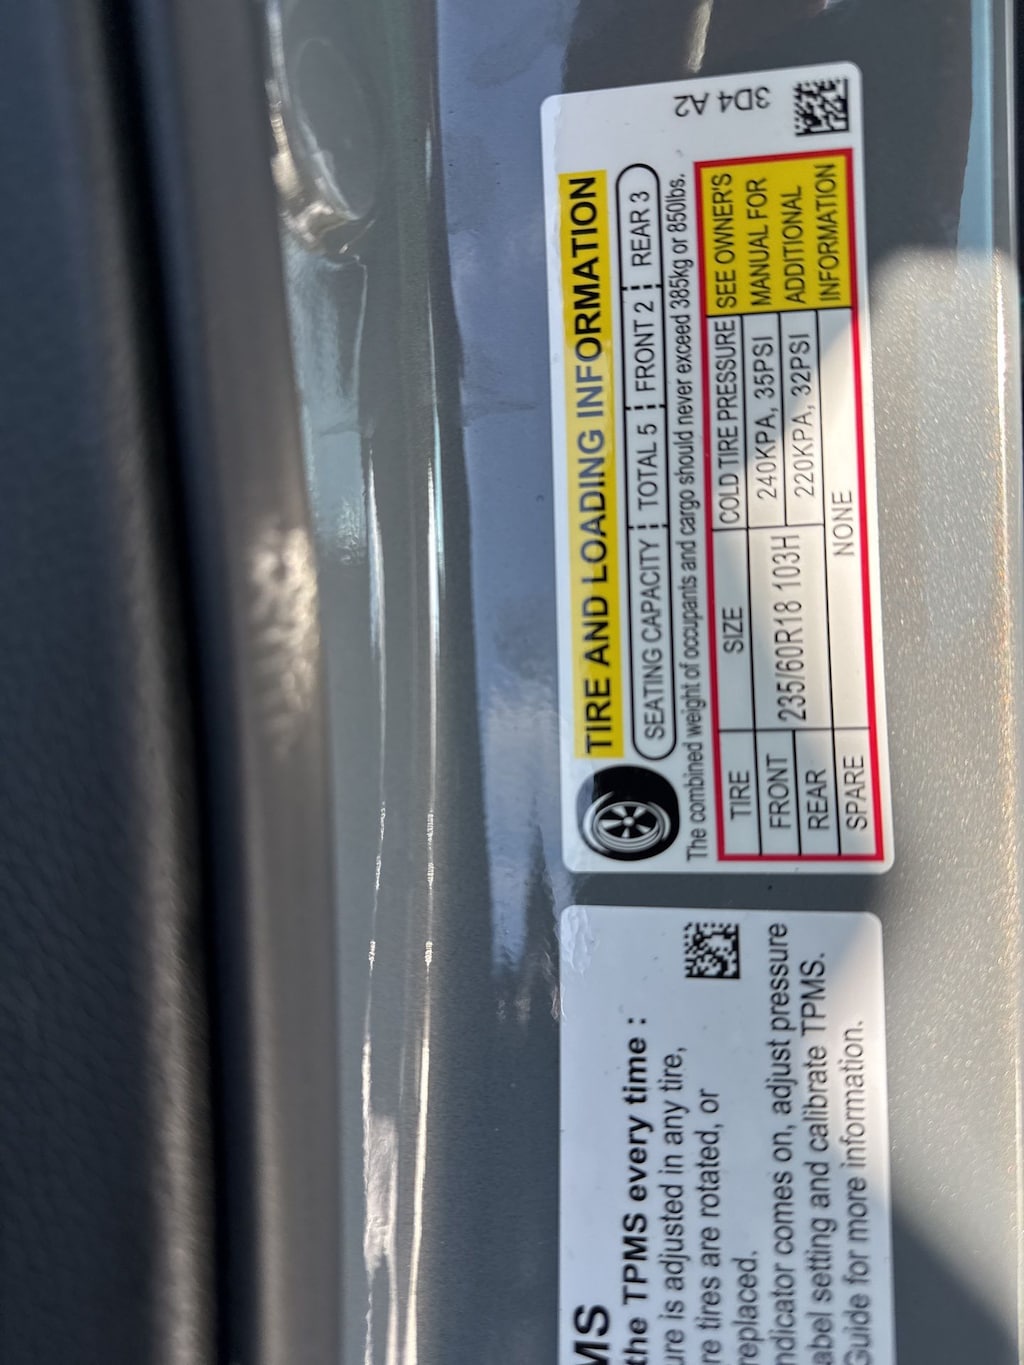 TIRE AND LOADING INFORMATION
SEATING CAPACITY TOTAL 5 FRONT 2 REAR 3
The combined weight of occupants and cargo should never exceed 385kg or 850lbs.
TIRE SIZE COLD TIRE PRESSURE
FRONT 235/60R18 103H 240KPA, 35PSI
REAR 220KPA, 32PSI
SPARE NONE
SEE OWNER'S
MANUAL FOR
ADDITIONAL
INFORMATION
3D4 A2
MS
the TPMS every time :
ure is adjusted in any tire,
re tires are rotated, or
replaced.
ndicator comes on, adjust pressure
abel setting and calibrate TPMS.
Guide for more information.